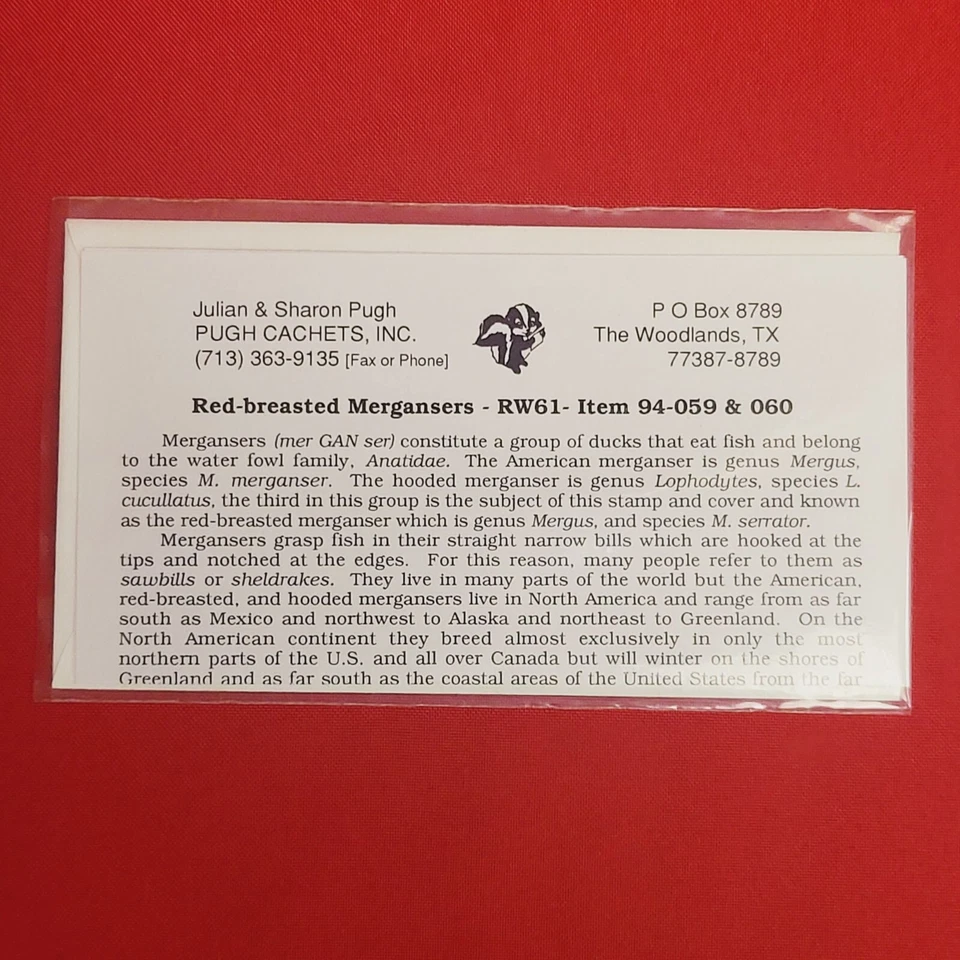 Julian & Sharon Pugh
PUGH CACHETS, INC.
(713) 363-9135 [Fax or Phone]
P O Box 8789
The Woodlands, TX
77387-8789
Red-breasted Mergansers - RW61- Item 94-059 & 060
Mergansers (mer GAN ser) constitute a group of ducks that eat fish and belong
to the water fowl family, Anatidae. The American merganser is genus Mergus,
species M. merganser. The hooded merganser is genus Lophodytes, species L.
cucullatus, the third in this group is the subject of this stamp and cover and known
as the red-breasted merganser which is genus Mergus, and species M. serrator.
Mergansers grasp fish in their straight narrow bills which are hooked at the
tips and notched at the edges. For this reason, many people refer to them as
sawbills or sheldrakes. They live in many parts of the world but the American,
red-breasted, and hooded mergansers live in North America and range from as far
south as Mexico and northwest to Alaska and northeast to Greenland. On the
North American continent they breed almost exclusively in only the most
northern parts of the U.S. and all over Canada but will winter on the shores of
Greenland and as far south as the coastal areas of the United States from the far